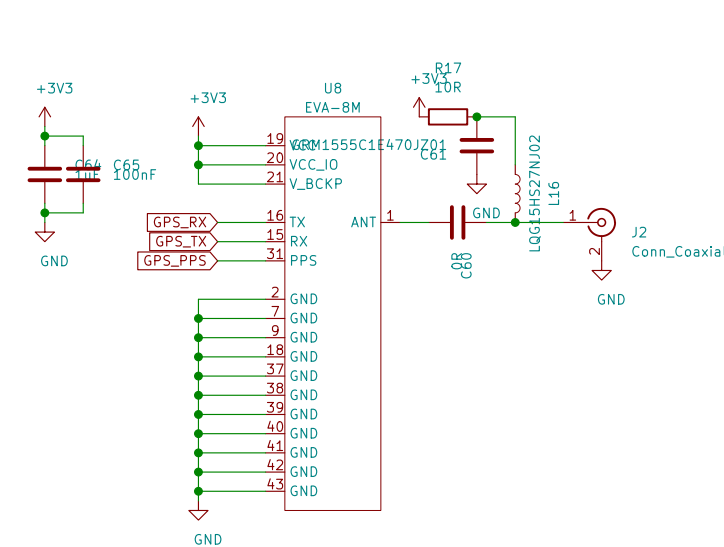 +3V3
C64
1uF
C65
100nF
GND
+3V3
U8
EVA-8M
19 VCC
20 VCC_IO
21 V_BCKP
GPS_RX 16 TX
GPS_TX 15 RX
GPS_PPS 31 PPS
ANT 1
2 GND
7 GND
9 GND
18 GND
37 GND
38 GND
39 GND
40 GND
41 GND
42 GND
43 GND
GND
R17
+3V3
10R
GRM1555C1E470JZ01
C61
GND
LQG15HS27NJ02
L16
0R
C60
1
2
J2
Conn_Coaxial
GND